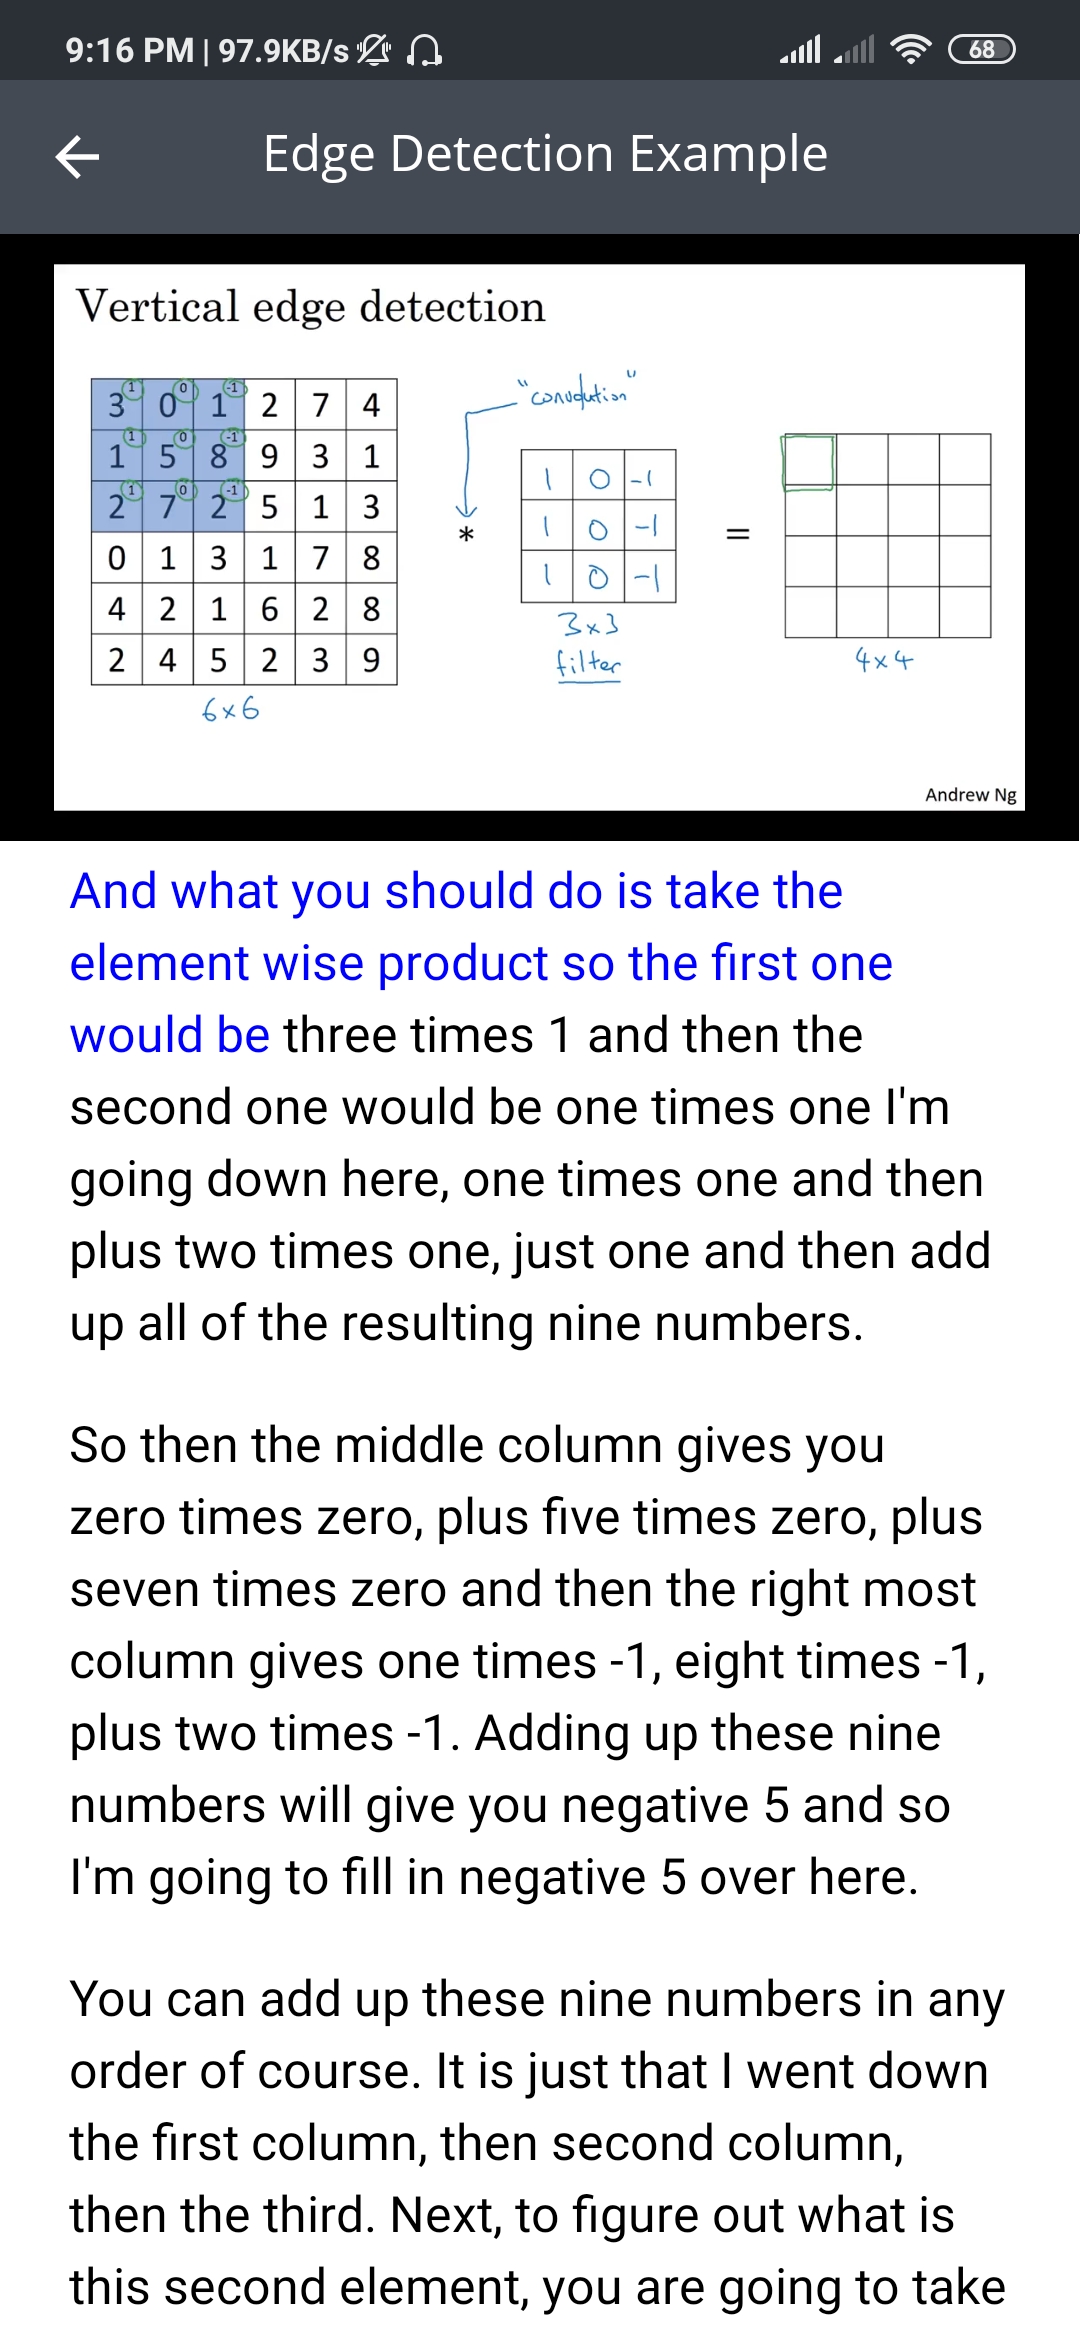 9:16 PM | 97.9KB/s
68
Edge Detection Example
Vertical edge detection
"convolution"
3 1 0 0 1 -1 2 7 4
1 1 5 0 8 -1 9 3 1
2 1 7 0 2 -1 5 1 3
0 1 3 1 7 8
4 2 1 6 2 8
2 4 5 2 3 9
6x6
*
1 0 -1
1 0 -1
1 0 -1
3x3
filter
=
4x4
Andrew Ng
And what you should do is take the
element wise product so the first one
would be three times 1 and then the
second one would be one times one I'm
going down here, one times one and then
plus two times one, just one and then add
up all of the resulting nine numbers.
So then the middle column gives you
zero times zero, plus five times zero, plus
seven times zero and then the right most
column gives one times -1, eight times -1,
plus two times -1. Adding up these nine
numbers will give you negative 5 and so
I'm going to fill in negative 5 over here.
You can add up these nine numbers in any
order of course. It is just that I went down
the first column, then second column,
then the third. Next, to figure out what is
this second element, you are going to take